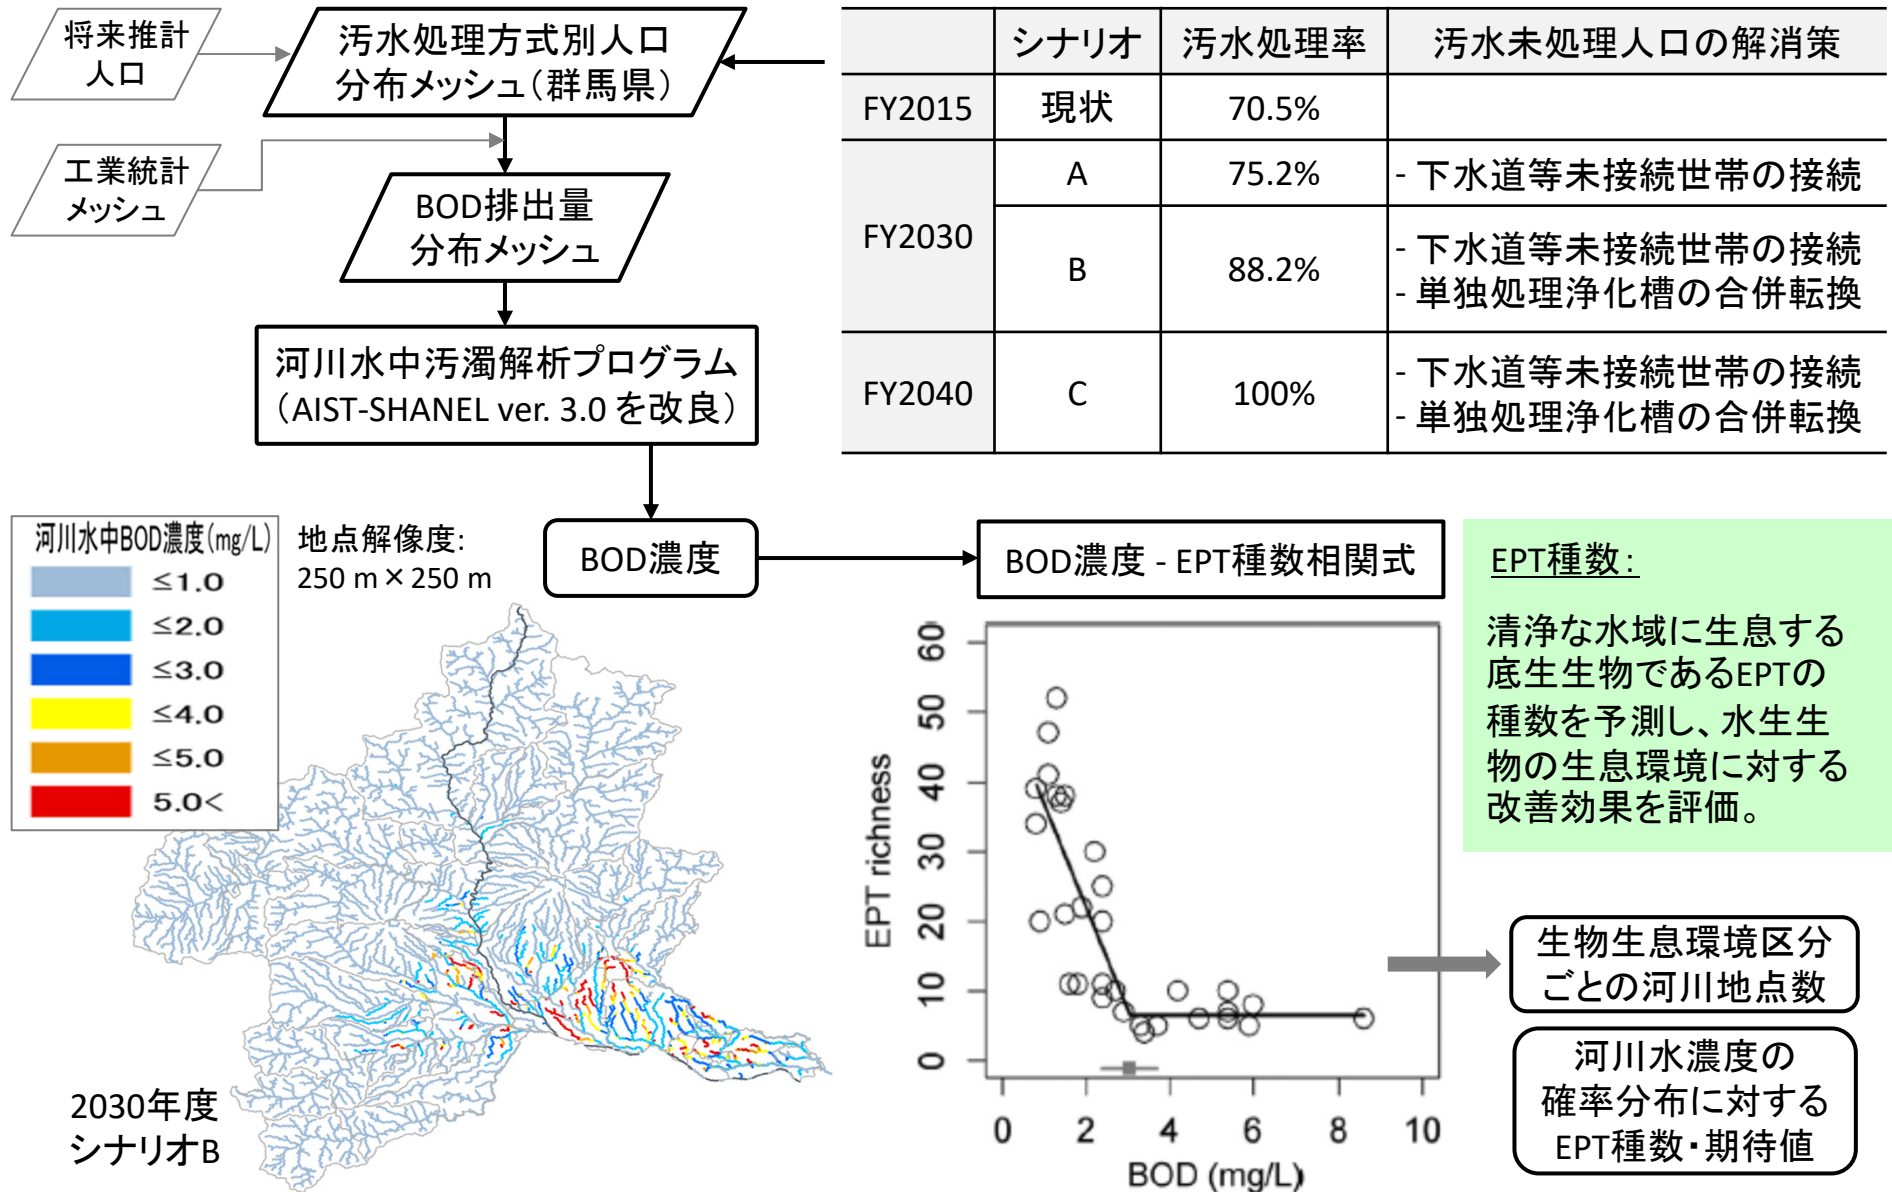 将来推計
人口
汚水処理方式別人口
分布メッシュ（群馬県）
工業統計
メッシュ
BOD排出量
分布メッシュ
河川水中汚濁解析プログラム
（AIST-SHANEL ver. 3.0 を改良）
シナリオ 汚水処理率 汚水未処理人口の解消策
FY2015 現状 70.5%
FY2030 A 75.2% - 下水道等未接続世帯の接続
B 88.2% - 下水道等未接続世帯の接続
- 単独処理浄化槽の合併転換
FY2040 C 100% - 下水道等未接続世帯の接続
- 単独処理浄化槽の合併転換
河川水中BOD濃度（mg/L）
≤1.0
≤2.0
≤3.0
≤4.0
≤5.0
5.0<
地点解像度:
250 m×250 m
2030年度
シナリオB
BOD濃度
BOD濃度 - EPT種数相関式
EPT richness
60
50
40
30
20
10
0
0 2 4 6 8 10
BOD (mg/L)
EPT種数：
清浄な水域に生息する
底生生物であるEPTの
種数を予測し、水生生
物の生息環境に対する
改善効果を評価。
生物生息環境区分
ごとの河川地点数
河川水濃度の
確率分布に対する
EPT種数・期待値